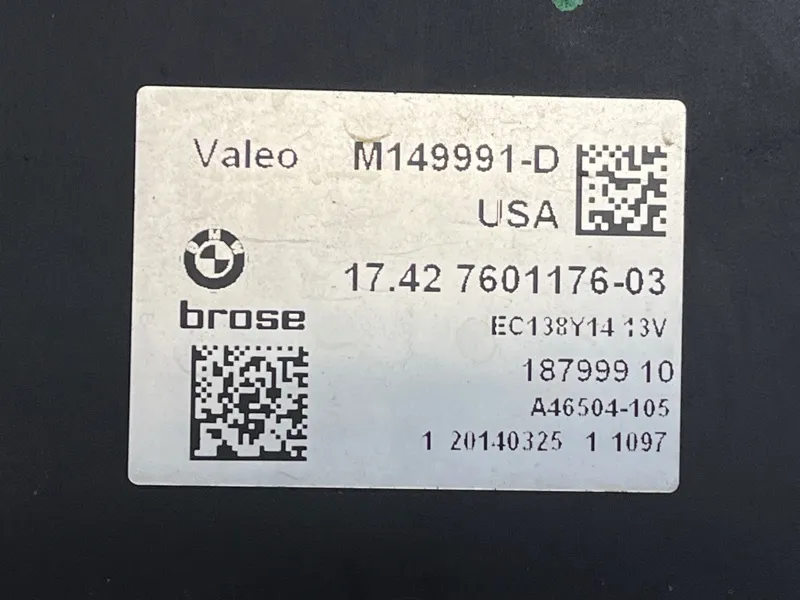 Valeo M149991-D
USA
BMW
17.42 7601176-03
brose
EC138Y14 13V
187999 10
A46504-105
1 20140325 1 1097